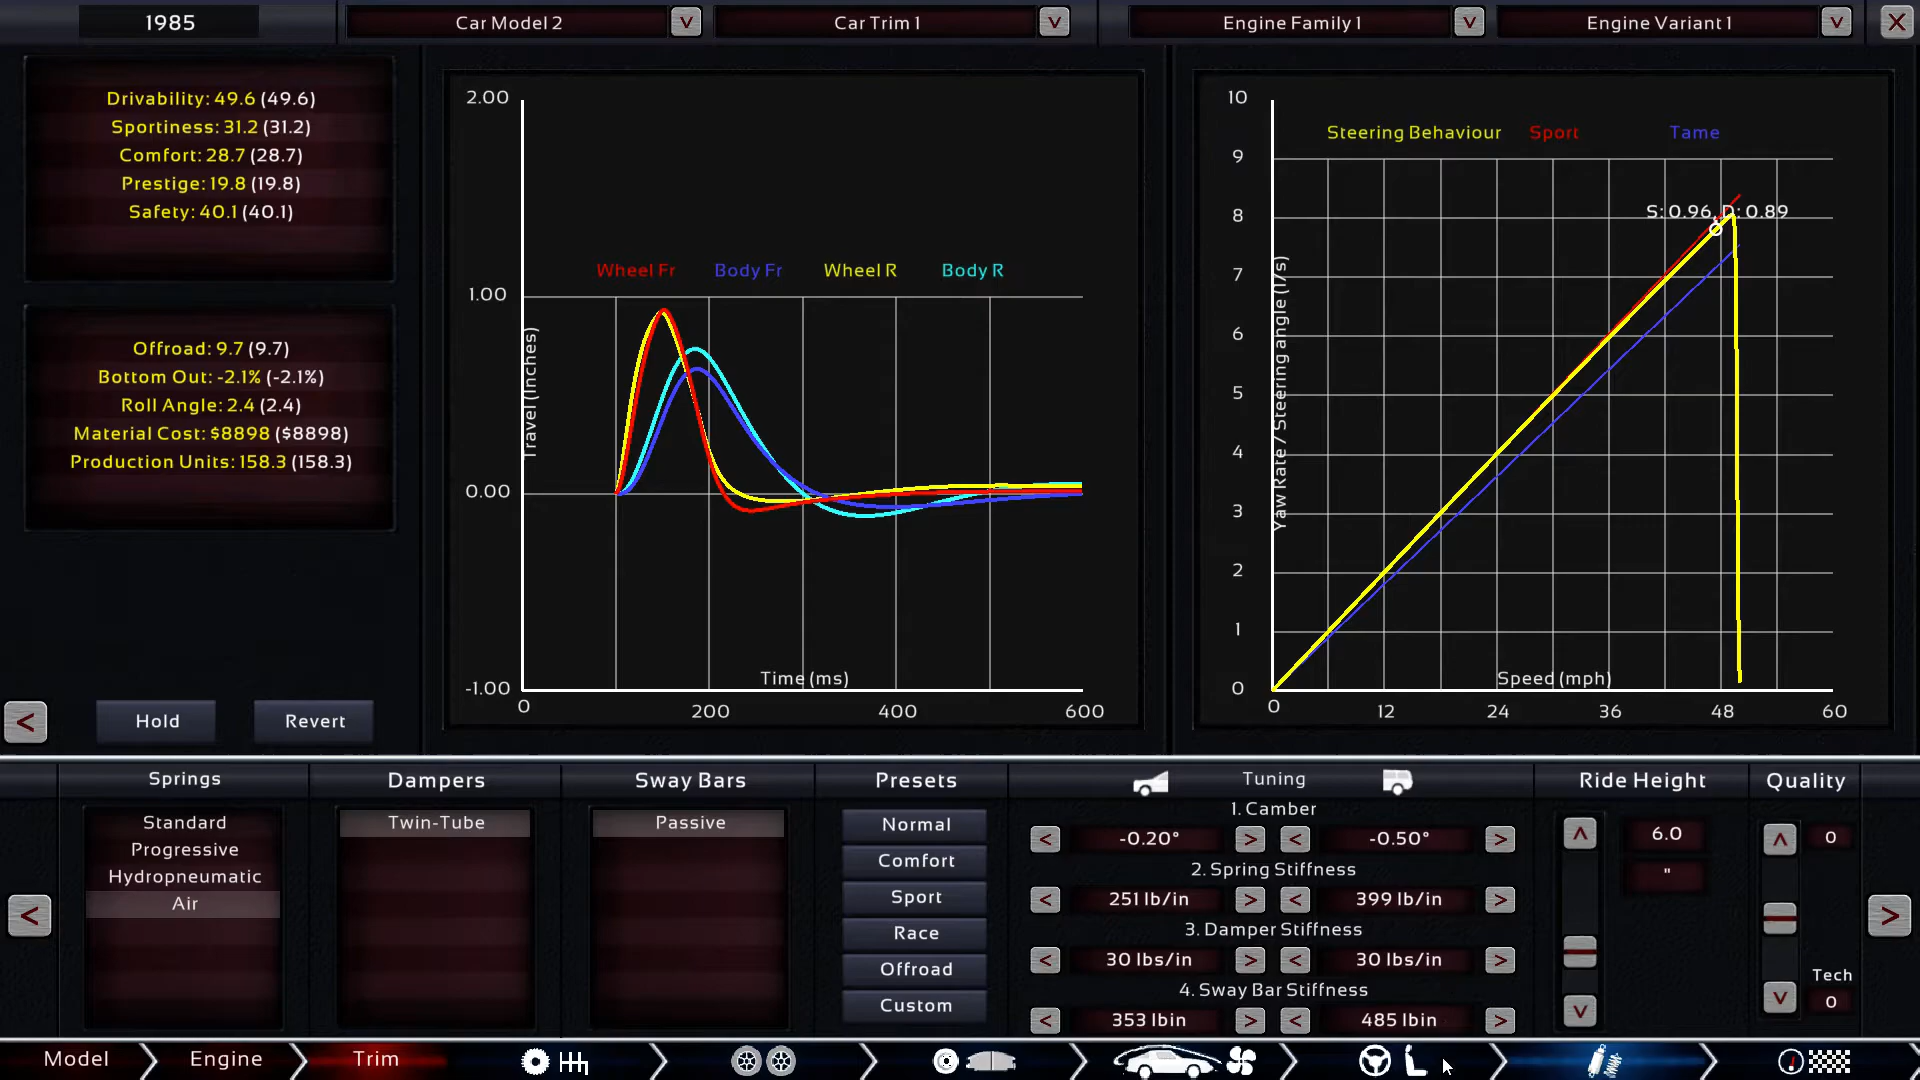 1985
Car Model 2
V
Car Trim 1
V
Engine Family 1
V
Engine Variant 1
V
X
Drivability: 49.6 (49.6)
Sportiness: 31.2 (31.2)
Comfort: 28.7 (28.7)
Prestige: 19.8 (19.8)
Safety: 40.1 (40.1)
Offroad: 9.7 (9.7)
Bottom Out: -2.1% (-2.1%)
Roll Angle: 2.4 (2.4)
Material Cost: $8898 ($8898)
Production Units: 158.3 (158.3)
<
Hold
Revert
2.00
1.00
0.00
-1.00
Wheel Fr
Body Fr
Wheel R
Body R
Travel (Inches)
Time (ms)
0
200
400
600
10
9
8
7
6
5
4
3
2
1
0
Steering Behaviour
Sport
Tame
S: 0.96, D: 0.89
Yaw Rate / Steering angle (1/s)
Speed (mph)
0
12
24
36
48
60
Springs
Standard
Progressive
Hydropneumatic
Air
<
Dampers
Twin-Tube
Sway Bars
Passive
Presets
Normal
Comfort
Sport
Race
Offroad
Custom
Tuning
1. Camber
< -0.20° > < -0.50° >
2. Spring Stiffness
< 251 lb/in > < 399 lb/in >
3. Damper Stiffness
< 30 lbs/in > < 30 lbs/in >
4. Sway Bar Stiffness
< 353 lbin > < 485 lbin >
Ride Height
6.0
"
Quality
0
Tech
0
>
Model
Engine
Trim